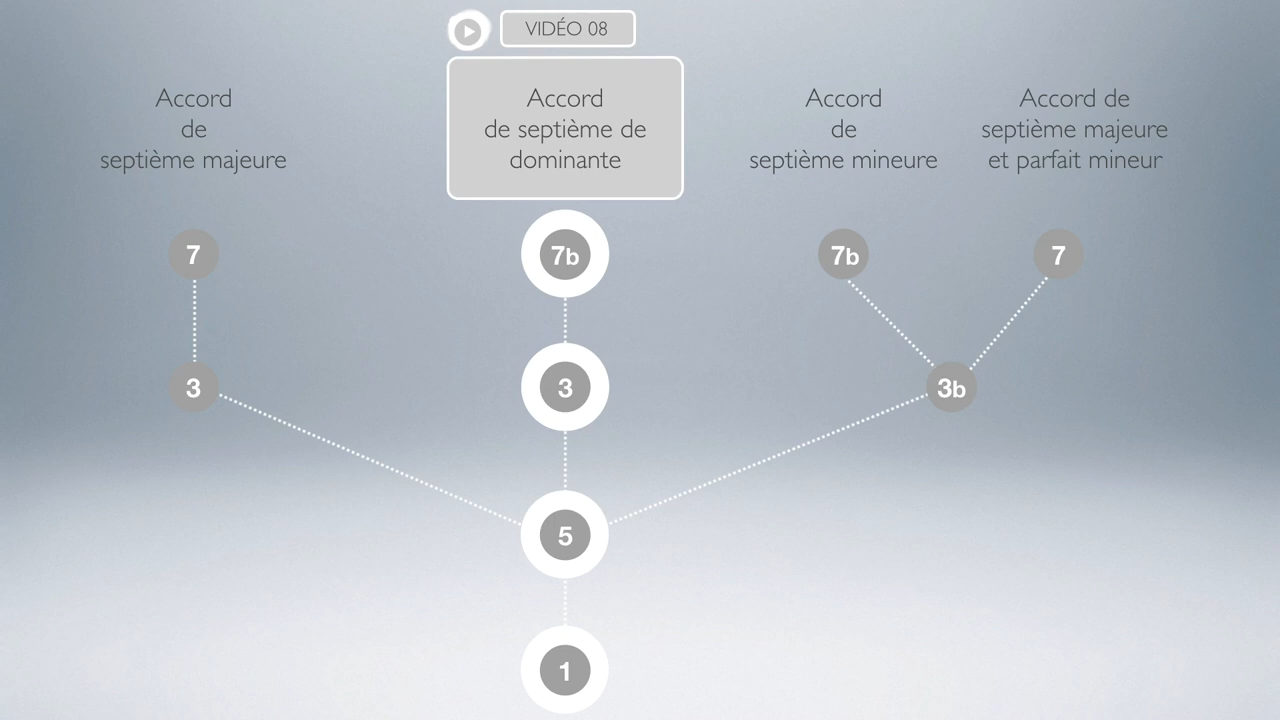 VIDÉO 08
Accord
de
septième majeure
Accord
de septième de
dominante
Accord
de
septième mineure
Accord de
septième majeure
et parfait mineur
7
7b
7b
7
3
3
3b
5
1